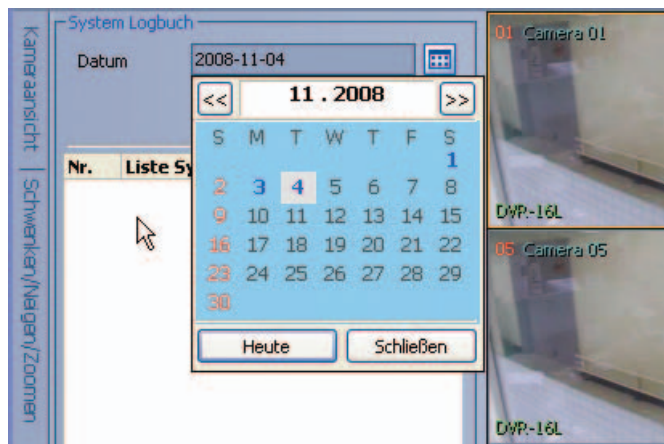 System Logbuch
Datum
2008-11-04
<< 11 . 2008 >>
S M T W T F S
1
2 3 4 5 6 7 8
9 10 11 12 13 14 15
16 17 18 19 20 21 22
23 24 25 26 27 28 29
30
Heute Schließen
Nr. Liste Sy
Kameraansicht | Schwenken/Neigen/Zoomen
01 Camera 01
DVR-16L
05 Camera 05
DVR-16L